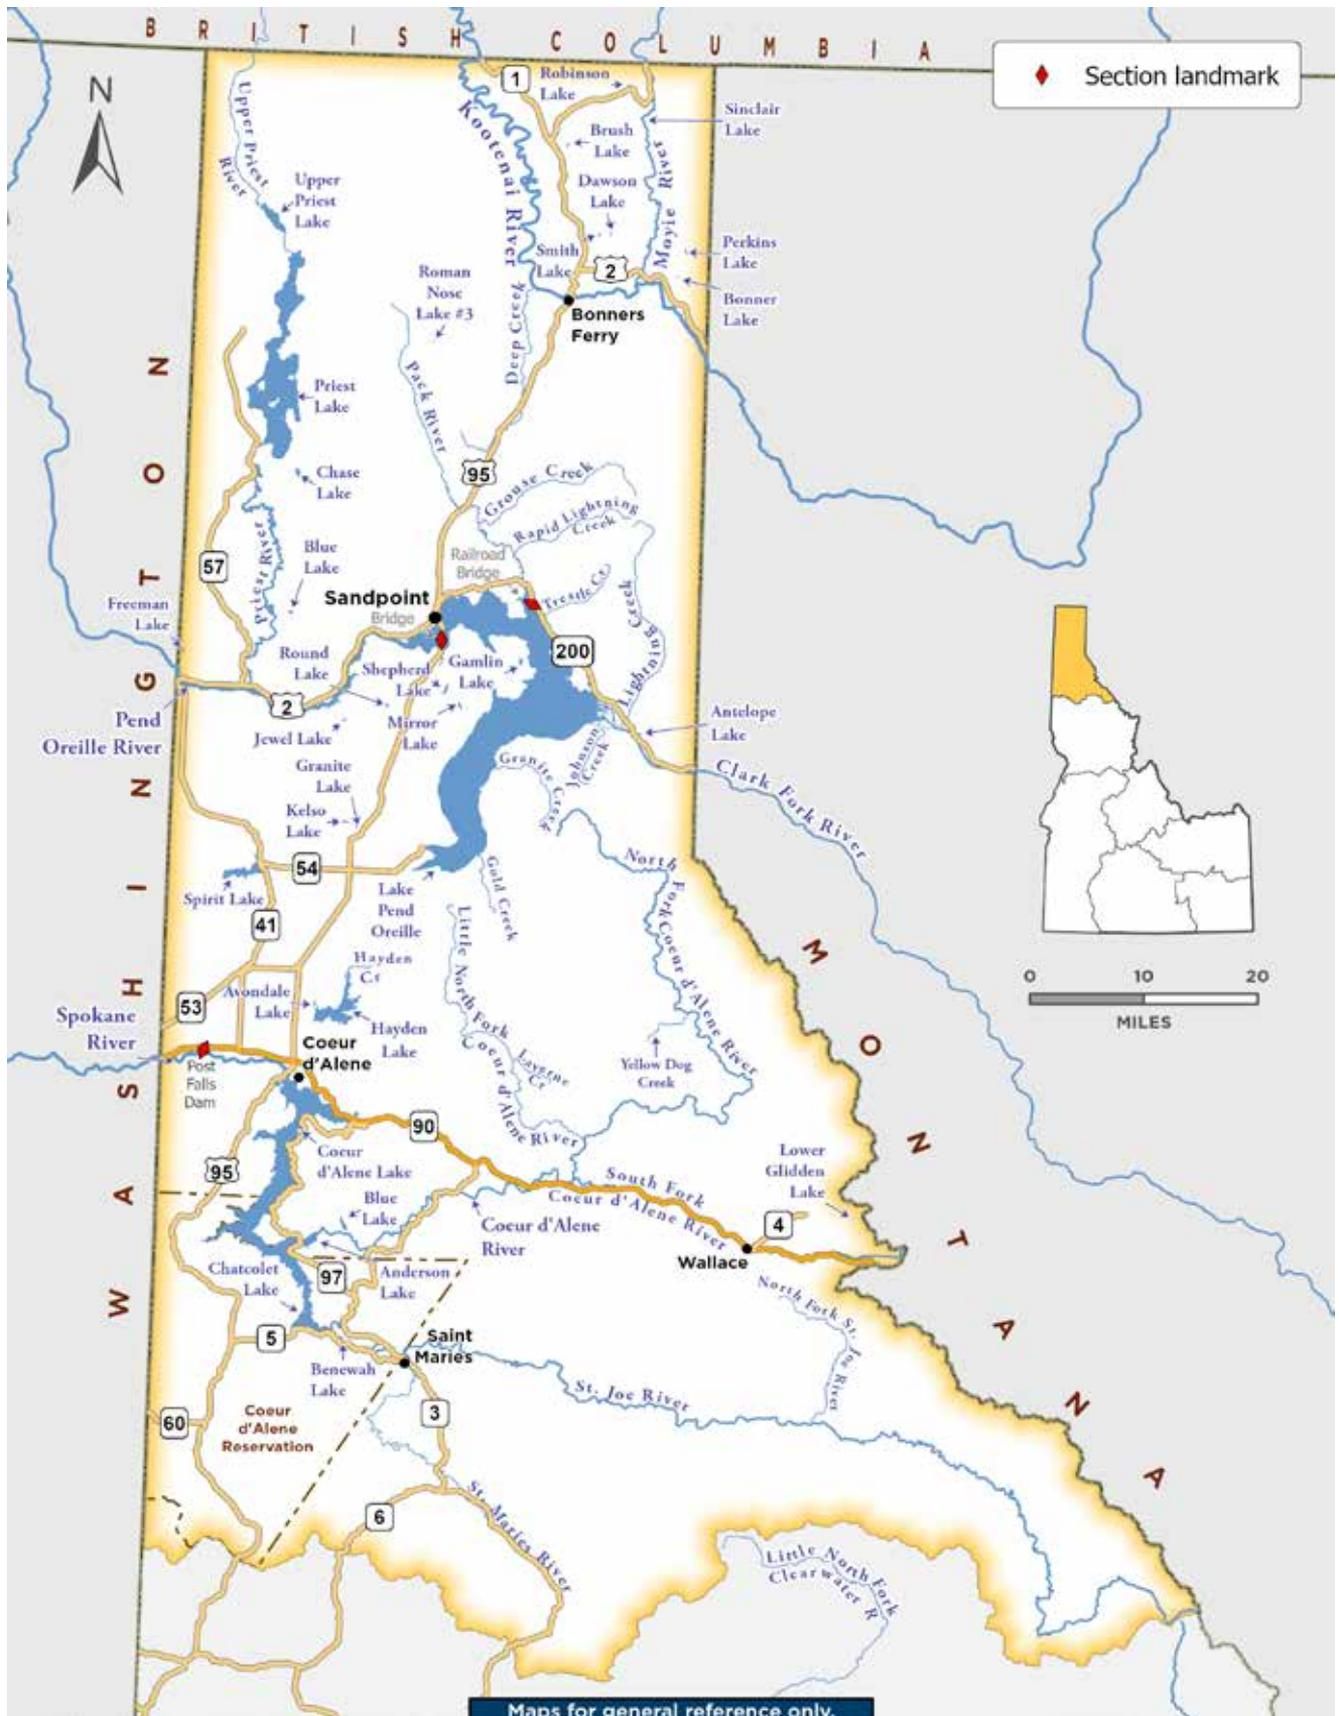 BRITISH COLUMBIA
Section landmark
N
1
Robinson
Lake
Sinclair
Lake
Kootenai River
Upper Priest
River
Brush
Lake
Moyie River
Dawson
Lake
Upper
Priest
Lake
Smith
Lake
2
Perkins
Lake
Roman
Nose
Lake #3
Bonner
Lake
Bonners
Ferry
Deep Creek
Pack River
WASHINGTON
Priest
Lake
Chase
Lake
95
Grouse Creek
Rapid Lightning
Creek
Priest River
Blue
Lake
57
Railroad
Bridge
Trestle Cr
Freeman
Lake
Sandpoint
Bridge
200
Lightning
Creek
Round
Lake
Shepherd
Lake
Gamlin
Lake
2
Pend
Oreille River
Jewel Lake
Mirror
Lake
Antelope
Lake
Johnson
Creek
Granite Creek
Clark Fork River
Granite
Lake
Kelso
Lake
54
Spirit Lake
Lake
Pend
Oreille
Gold Creek
North Fork Coeur d'Alene River
41
Little North Fork
Coeur d'Alene River
Hayden
Cr
Avondale
Lake
53
Hayden
Lake
MONTANA
0 10 20
MILES
Spokane
River
Post
Falls
Dam
Coeur
d'Alene
Laverne
Cr
Yellow Dog
Creek
90
95
Coeur
d'Alene Lake
Lower
Glidden
Lake
South Fork
Coeur d'Alene River
Blue
Lake
Coeur d'Alene
River
4
Wallace
Chatcolet
Lake
97
Anderson
Lake
North Fork St.
Joe River
5
Saint
Maries
Benewah
Lake
St. Joe River
60
Coeur
d'Alene
Reservation
3
6
St. Maries River
Little North Fork
Clearwater R
Maps for general reference only.